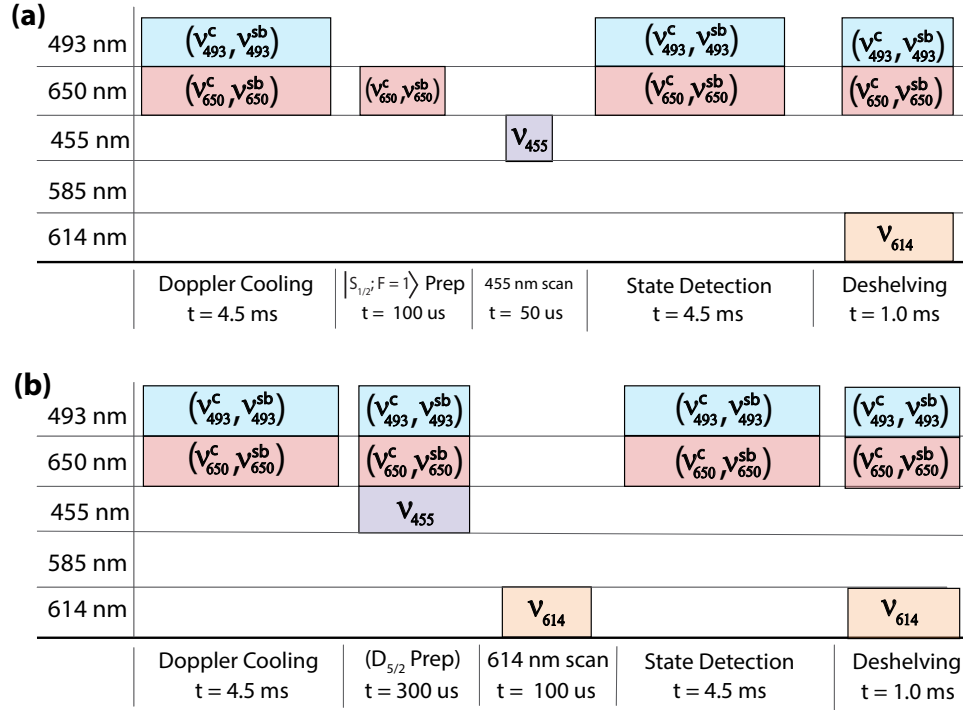 (a)
493 nm
(ν^c_493, ν^sb_493) (ν^c_493, ν^sb_493) (ν^c_493, ν^sb_493)
650 nm
(ν^c_650, ν^sb_650) (ν^c_650, ν^sb_650) (ν^c_650, ν^sb_650) (ν^c_650, ν^sb_650)
455 nm
ν_455
585 nm
614 nm
ν_614
Doppler Cooling |S_1/2; F = 1⟩ Prep 455 nm scan State Detection Deshelving
t = 4.5 ms t = 100 us t = 50 us t = 4.5 ms t = 1.0 ms
(b)
493 nm
(ν^c_493, ν^sb_493) (ν^c_493, ν^sb_493) (ν^c_493, ν^sb_493) (ν^c_493, ν^sb_493)
650 nm
(ν^c_650, ν^sb_650) (ν^c_650, ν^sb_650) (ν^c_650, ν^sb_650) (ν^c_650, ν^sb_650)
455 nm
ν_455
585 nm
614 nm
ν_614 ν_614
Doppler Cooling (D_5/2 Prep) 614 nm scan State Detection Deshelving
t = 4.5 ms t = 300 us t = 100 us t = 4.5 ms t = 1.0 ms